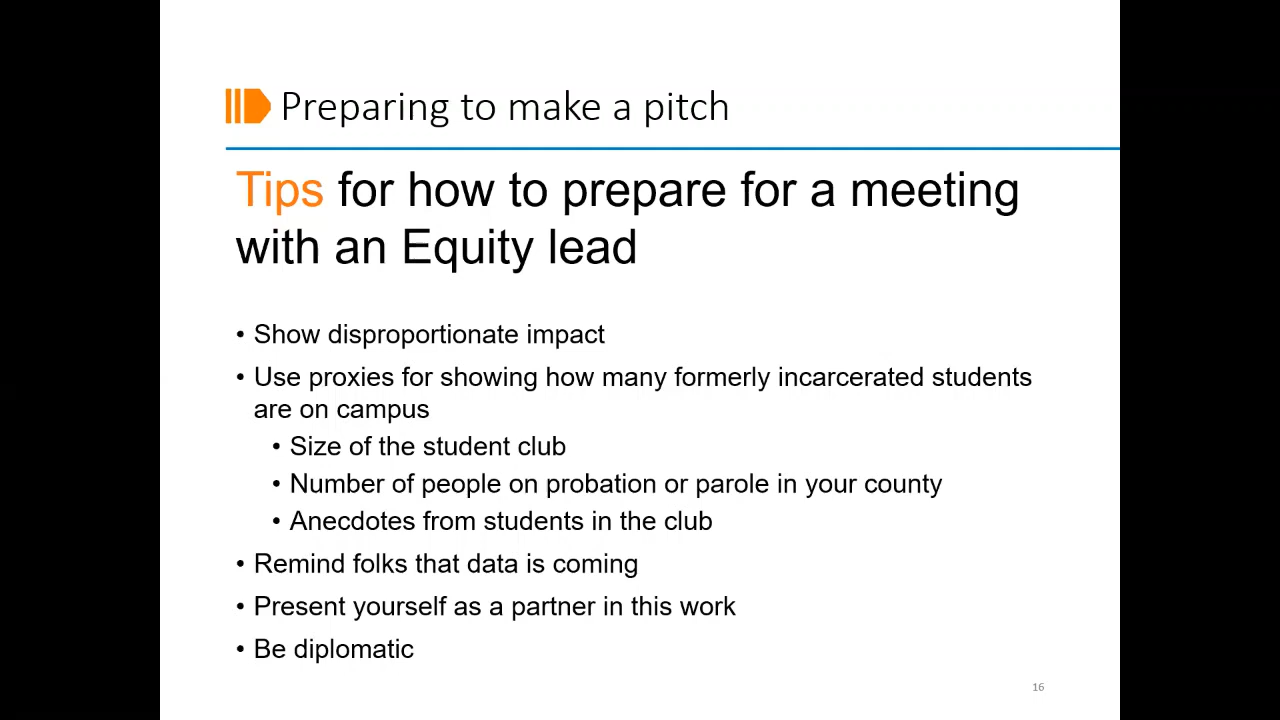 Preparing to make a pitch
Tips for how to prepare for a meeting
with an Equity lead
• Show disproportionate impact
• Use proxies for showing how many formerly incarcerated students
are on campus
• Size of the student club
• Number of people on probation or parole in your county
• Anecdotes from students in the club
• Remind folks that data is coming
• Present yourself as a partner in this work
• Be diplomatic
16